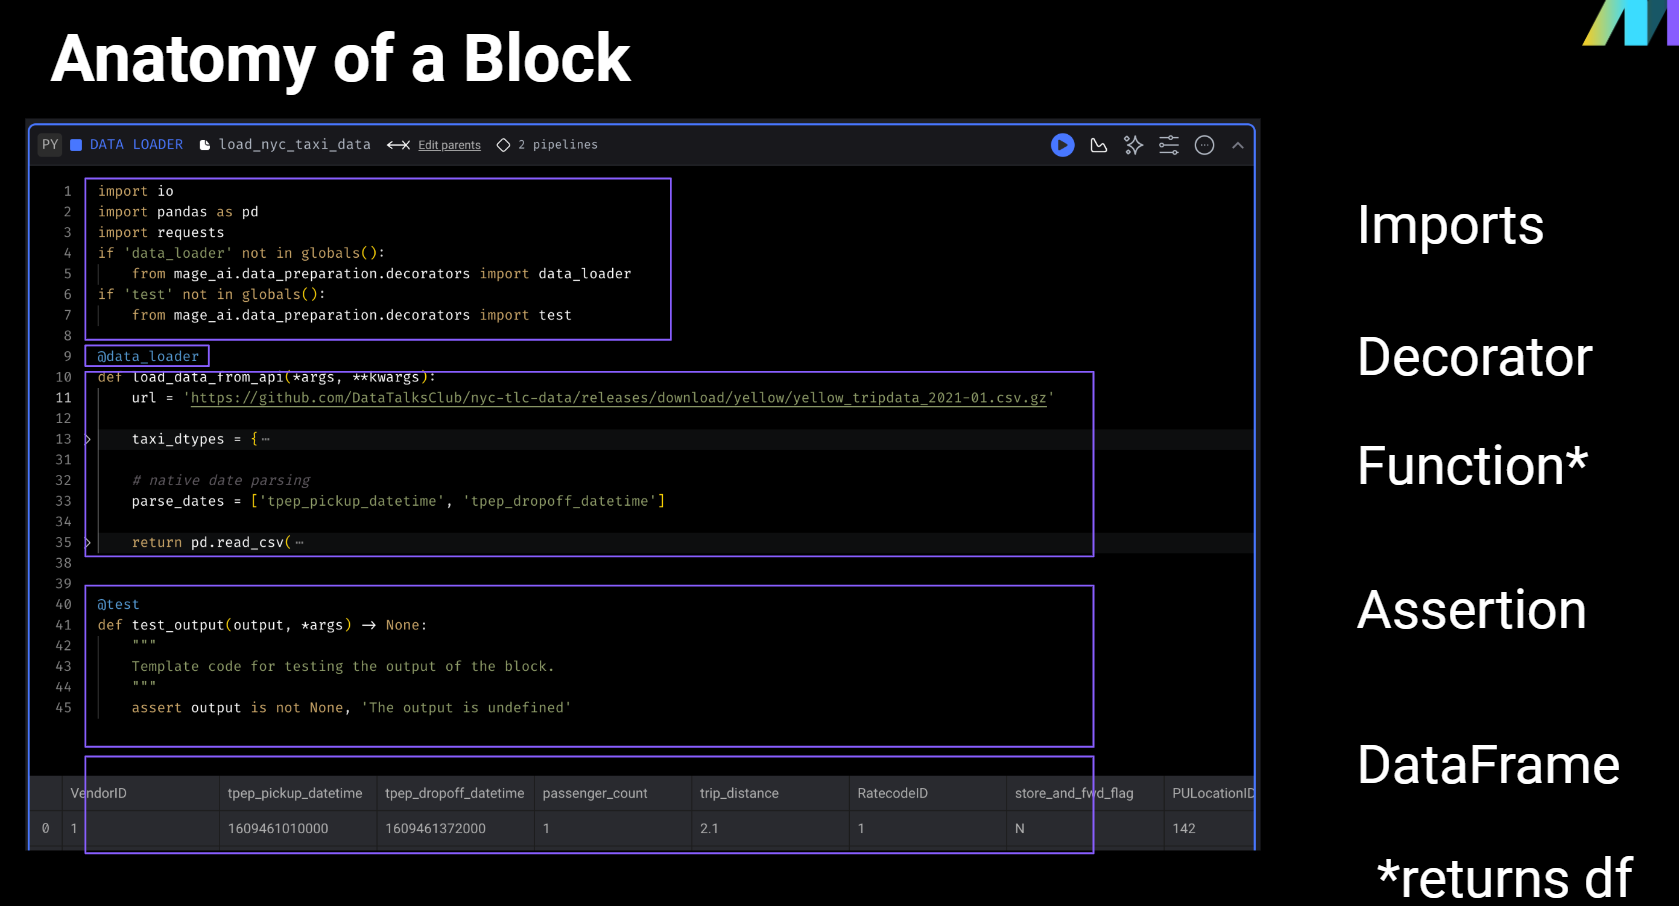 Anatomy of a Block
PY DATA LOADER load_nyc_taxi_data Edit parents 2 pipelines
1 import io
2 import pandas as pd
3 import requests
4 if 'data_loader' not in globals():
5 from mage_ai.data_preparation.decorators import data_loader
6 if 'test' not in globals():
7 from mage_ai.data_preparation.decorators import test
8
9 @data_loader
10 def load_data_from_api(*args, **kwargs):
11 url = 'https://github.com/DataTalksClub/nyc-tlc-data/releases/download/yellow/yellow_tripdata_2021-01.csv.gz'
12
13 taxi_dtypes = {⋯
31
32 # native date parsing
33 parse_dates = ['tpep_pickup_datetime', 'tpep_dropoff_datetime']
34
35 return pd.read_csv(⋯
38
39
40 @test
41 def test_output(output, *args) → None:
42 """
43 Template code for testing the output of the block.
44 """
45 assert output is not None, 'The output is undefined'
VendorID tpep_pickup_datetime tpep_dropoff_datetime passenger_count trip_distance RatecodeID store_and_fwd_flag PULocationID
0 1 1609461010000 1609461372000 1 2.1 1 N 142
Imports
Decorator
Function*
Assertion
DataFrame
*returns df